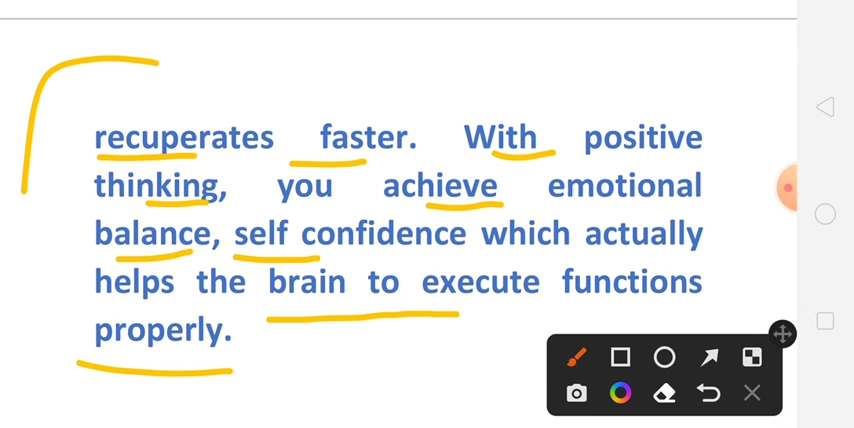 recuperates faster. With positive
thinking, you achieve emotional
balance, self confidence which actually
helps the brain to execute functions
properly.